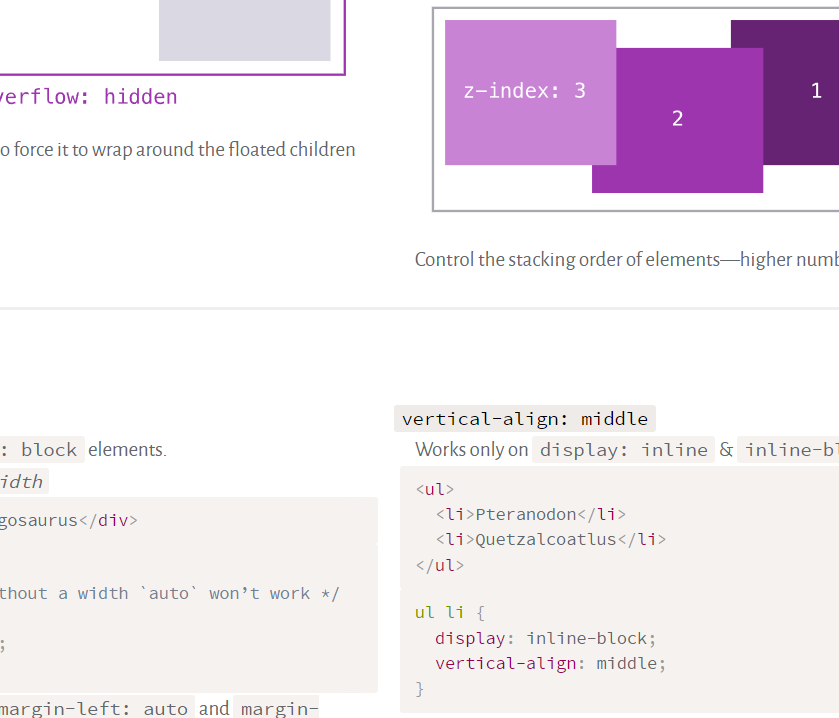 verflow: hidden
o force it to wrap around the floated children
z-index: 3
2
1
Control the stacking order of elements—higher numb
: block elements.
idth
gosaurus</div>
thout a width `auto` won’t work */
;
margin-left: auto and margin-
vertical-align: middle
Works only on display: inline & inline-bl
<ul>
<li>Pteranodon</li>
<li>Quetzalcoatlus</li>
</ul>
ul li {
display: inline-block;
vertical-align: middle;
}